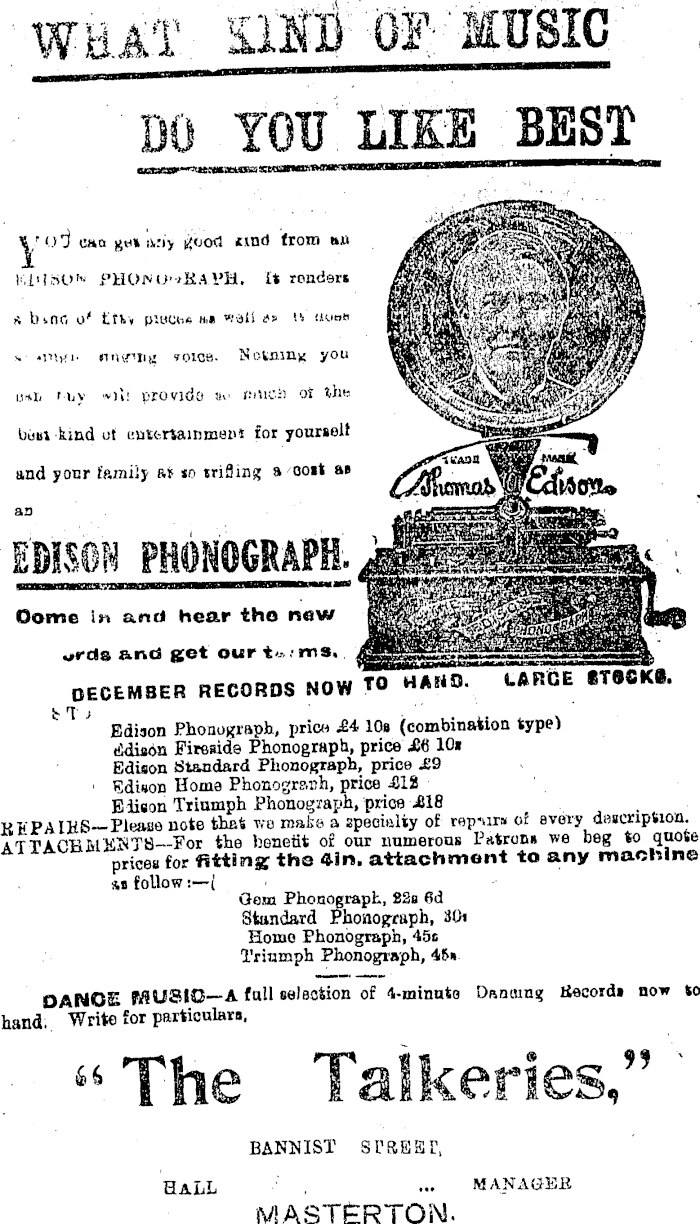 WHAT KIND OF MUSIC
DO YOU LIKE BEST
YOU can get any good kind from an
EDISON PHONOGRAPH. It renders
a band of fifty pieces as well as it does
singing voice. Nothing you
can buy will provide so much of the
best kind of entertainment for yourself
and your family at so trifling a cost as
an
EDISON PHONOGRAPH.
Come in and hear the new
ords and get our terms.
TRADE MARK
Thomas Edison
EDISON PHONOGRAPH
DECEMBER RECORDS NOW TO HAND. LARGE STOCKS.
Edison Phonograph, price £4 10s (combination type)
Edison Fireside Phonograph, price £6 10s
Edison Standard Phonograph, price £9
Edison Home Phonograph, price £12
Edison Triumph Phonograph, price £18
REPAIRS—Please note that we make a specialty of repairs of every description.
ATTACHMENTS—For the benefit of our numerous Patrons we beg to quote
prices for fitting the 4in. attachment to any machine
as follow:—
Gem Phonograph, 22s 6d
Standard Phonograph, 30s
Home Phonograph, 45s
Triumph Phonograph, 45s
DANCE MUSIC—A full selection of 4-minute Dancing Records now to
hand. Write for particulars.
"The Talkeries,"
BANNIST STREET,
HALL ... MANAGER
MASTERTON.